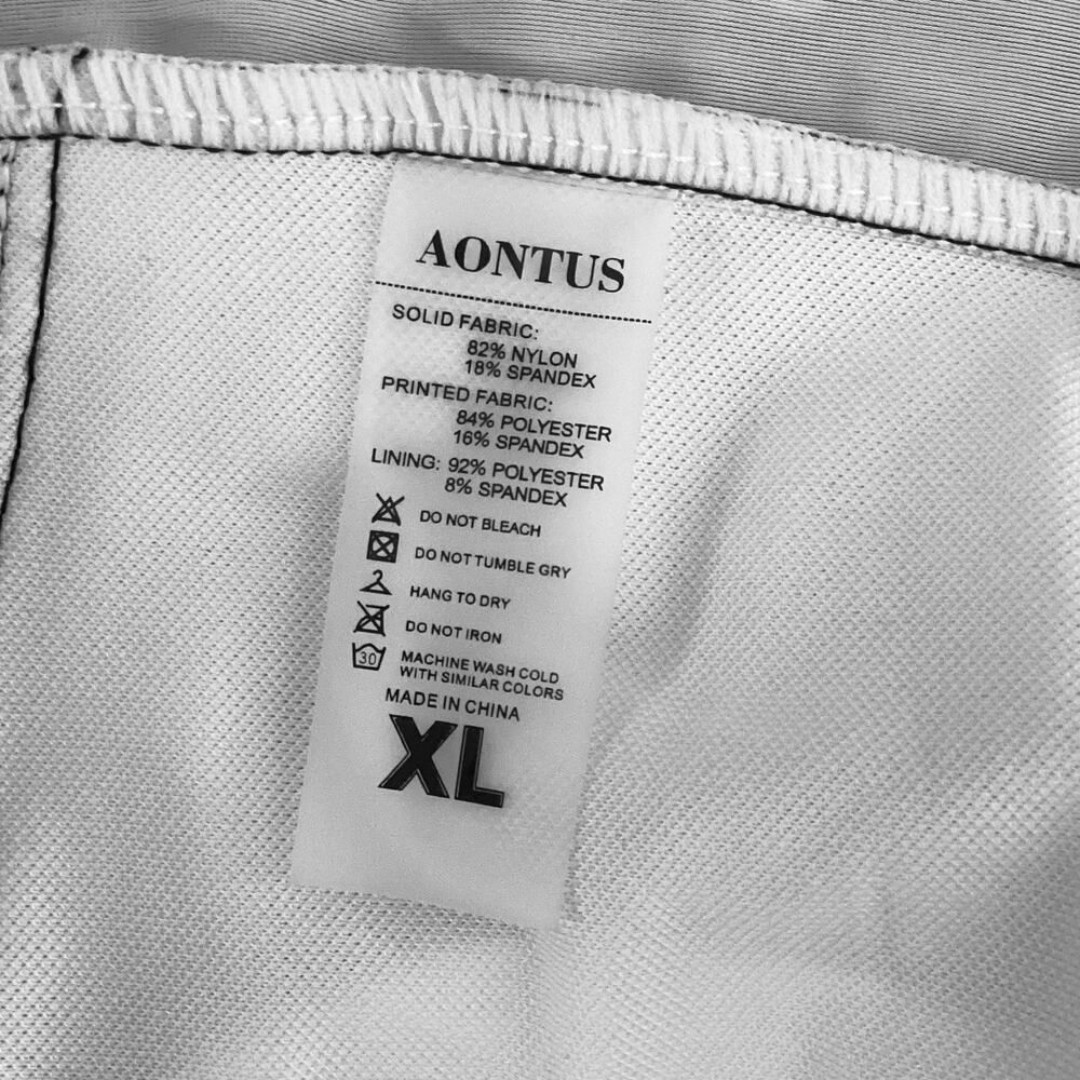 AONTUS
SOLID FABRIC:
82% NYLON
18% SPANDEX
PRINTED FABRIC:
84% POLYESTER
16% SPANDEX
LINING: 92% POLYESTER
8% SPANDEX
DO NOT BLEACH
DO NOT TUMBLE GRY
HANG TO DRY
DO NOT IRON
30 MACHINE WASH COLD
WITH SIMILAR COLORS
MADE IN CHINA
XL